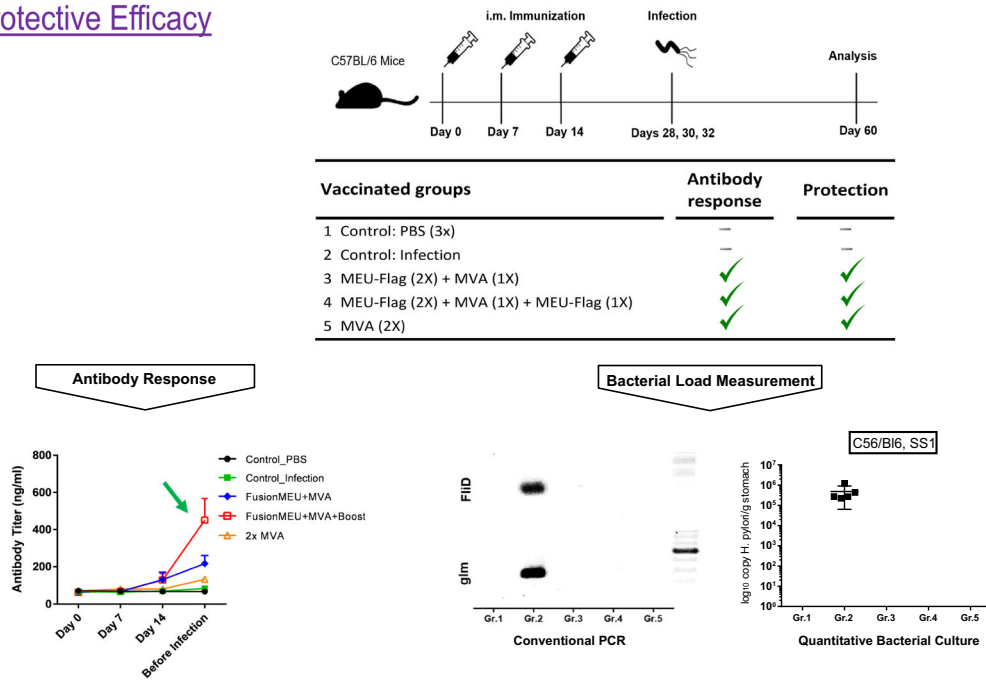 otective Efficacy
i.m. Immunization Infection
C57BL/6 Mice Analysis
Day 0 Day 7 Day 14 Days 28, 30, 32 Day 60
Vaccinated groups Antibody response Protection
1 Control: PBS (3x) – –
2 Control: Infection – –
3 MEU-Flag (2X) + MVA (1X) ✓ ✓
4 MEU-Flag (2X) + MVA (1X) + MEU-Flag (1X) ✓ ✓
5 MVA (2X) ✓ ✓
Antibody Response
Antibody Titer (ng/ml)
800
600
400
200
0
Day 0 Day 7 Day 14 Before Infection
Control_PBS
Control_Infection
FusionMEU+MVA
FusionMEU+MVA+Boost
2x MVA
Bacterial Load Measurement
FliD
glm
Gr.1 Gr.2 Gr.3 Gr.4 Gr.5
Conventional PCR
C56/Bl6, SS1
log10 copy H. pylori/g stomach
10⁷
10⁶
10⁵
10⁴
10³
10²
10¹
10⁰
Gr.1 Gr.2 Gr.3 Gr.4 Gr.5
Quantitative Bacterial Culture